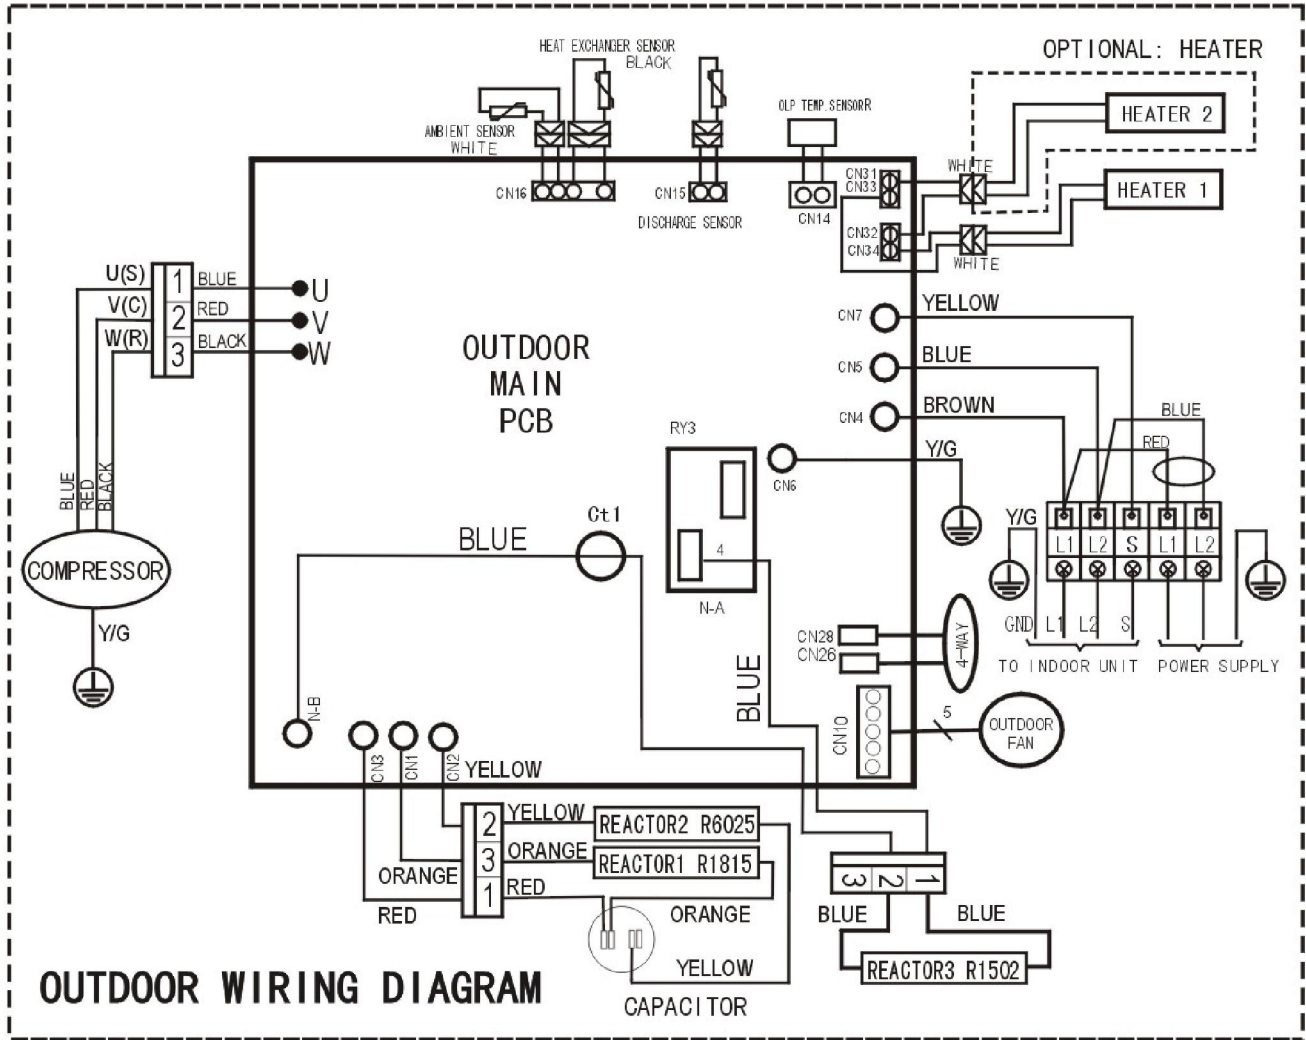 HEAT EXCHANGER SENSOR
BLACK
OPTIONAL: HEATER
AMBIENT SENSOR
WHITE
OLP TEMP.SENSORR
HEATER 2
WHITE
HEATER 1
CN16
CN15
DISCHARGE SENSOR
CN14
CN31
CN33
CN32
CN34
WHITE
U(S)
V(C)
W(R)
1
2
3
BLUE
RED
BLACK
U
V
W
OUTDOOR
MAIN
PCB
CN7
YELLOW
CN5
BLUE
CN4
BROWN
BLUE
RED
RY3
CN6
Y/G
BLUE
RED
BLACK
COMPRESSOR
Y/G
BLUE
Ct1
4
N-A
Y/G
L1 L2 S L1 L2
GND L1 L2 S
TO INDOOR UNIT
POWER SUPPLY
CN28
CN26
4-WAY
BLUE
CN10
5
OUTDOOR
FAN
N-B
CN3
CN1
CN2
YELLOW
2
3
1
YELLOW
REACTOR2 R6025
ORANGE
REACTOR1 R1815
ORANGE
RED
RED
ORANGE
YELLOW
CAPACITOR
3 2 1
BLUE
BLUE
REACTOR3 R1502
OUTDOOR WIRING DIAGRAM